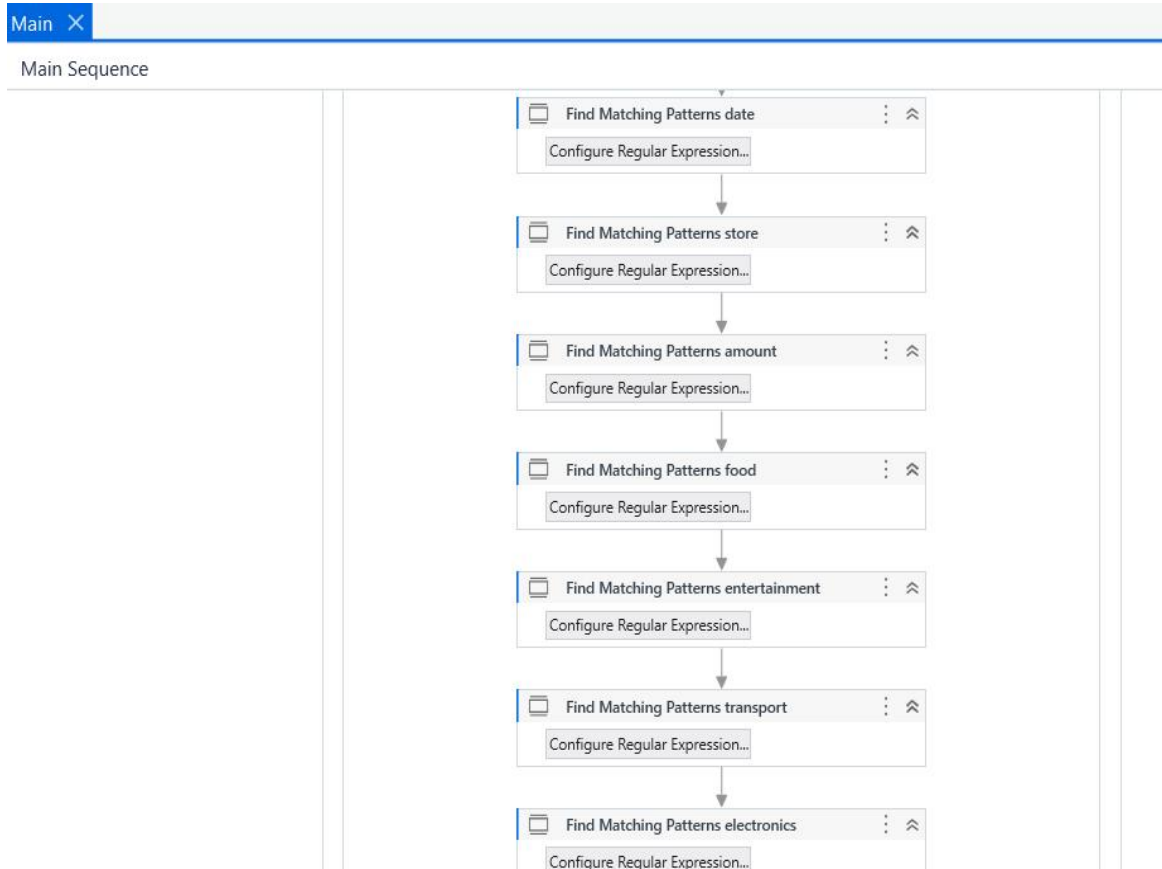 Main
Main Sequence
Find Matching Patterns date
Configure Regular Expression...
Find Matching Patterns store
Configure Regular Expression...
Find Matching Patterns amount
Configure Regular Expression...
Find Matching Patterns food
Configure Regular Expression...
Find Matching Patterns entertainment
Configure Regular Expression...
Find Matching Patterns transport
Configure Regular Expression...
Find Matching Patterns electronics
Configure Regular Expression...